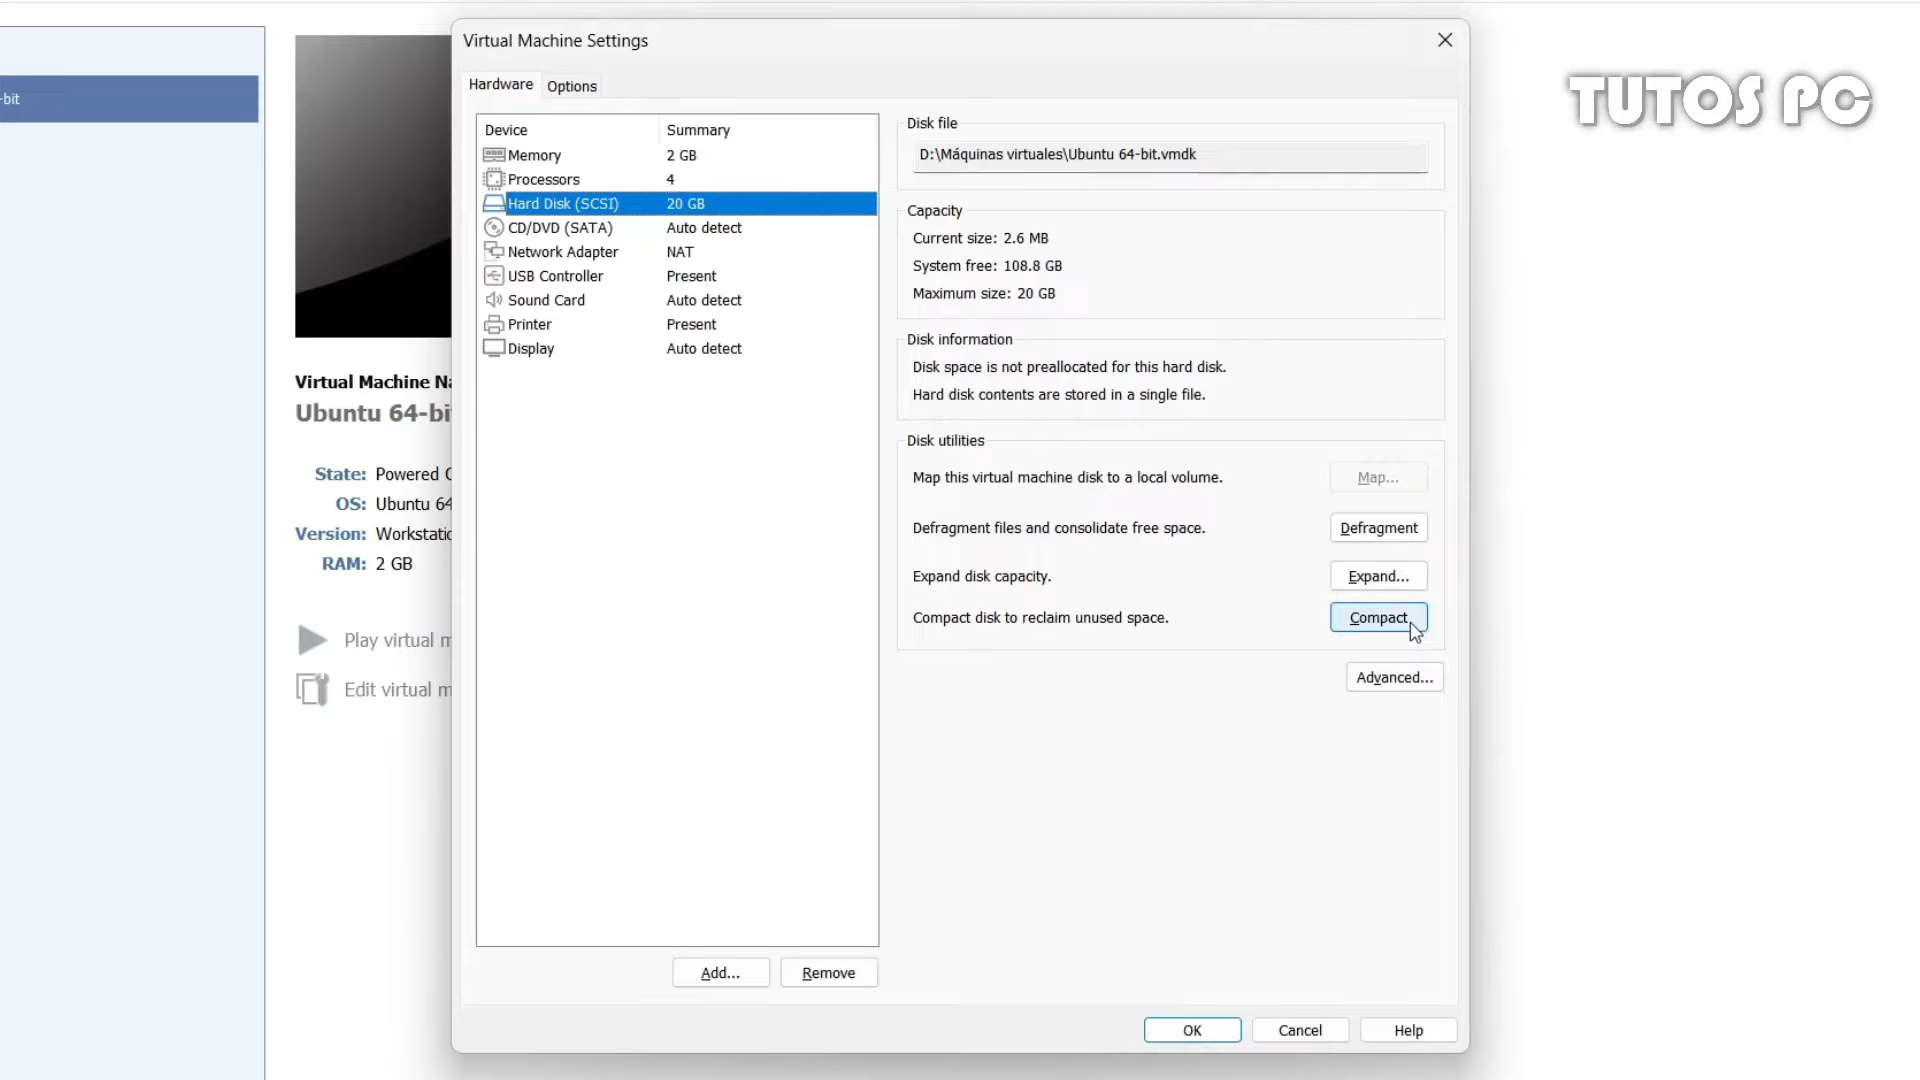 Virtual Machine Settings
TUTOS PC
Hardware
Options
-bit
Device Summary
Memory 2 GB
Processors 4
Hard Disk (SCSI) 20 GB
CD/DVD (SATA) Auto detect
Network Adapter NAT
USB Controller Present
Sound Card Auto detect
Printer Present
Display Auto detect
Disk file
D:\Máquinas virtuales\Ubuntu 64-bit.vmdk
Capacity
Current size: 2.6 MB
System free: 108.8 GB
Maximum size: 20 GB
Disk information
Disk space is not preallocated for this hard disk.
Hard disk contents are stored in a single file.
Disk utilities
Map this virtual machine disk to a local volume. Map...
Defragment files and consolidate free space. Defragment
Expand disk capacity. Expand...
Compact disk to reclaim unused space. Compact
Advanced...
Virtual Machine
Ubuntu 64-bi
State: Powered
OS: Ubuntu 64
Version: Workstatio
RAM: 2 GB
Play virtual m
Edit virtual m
Add... Remove
OK Cancel Help